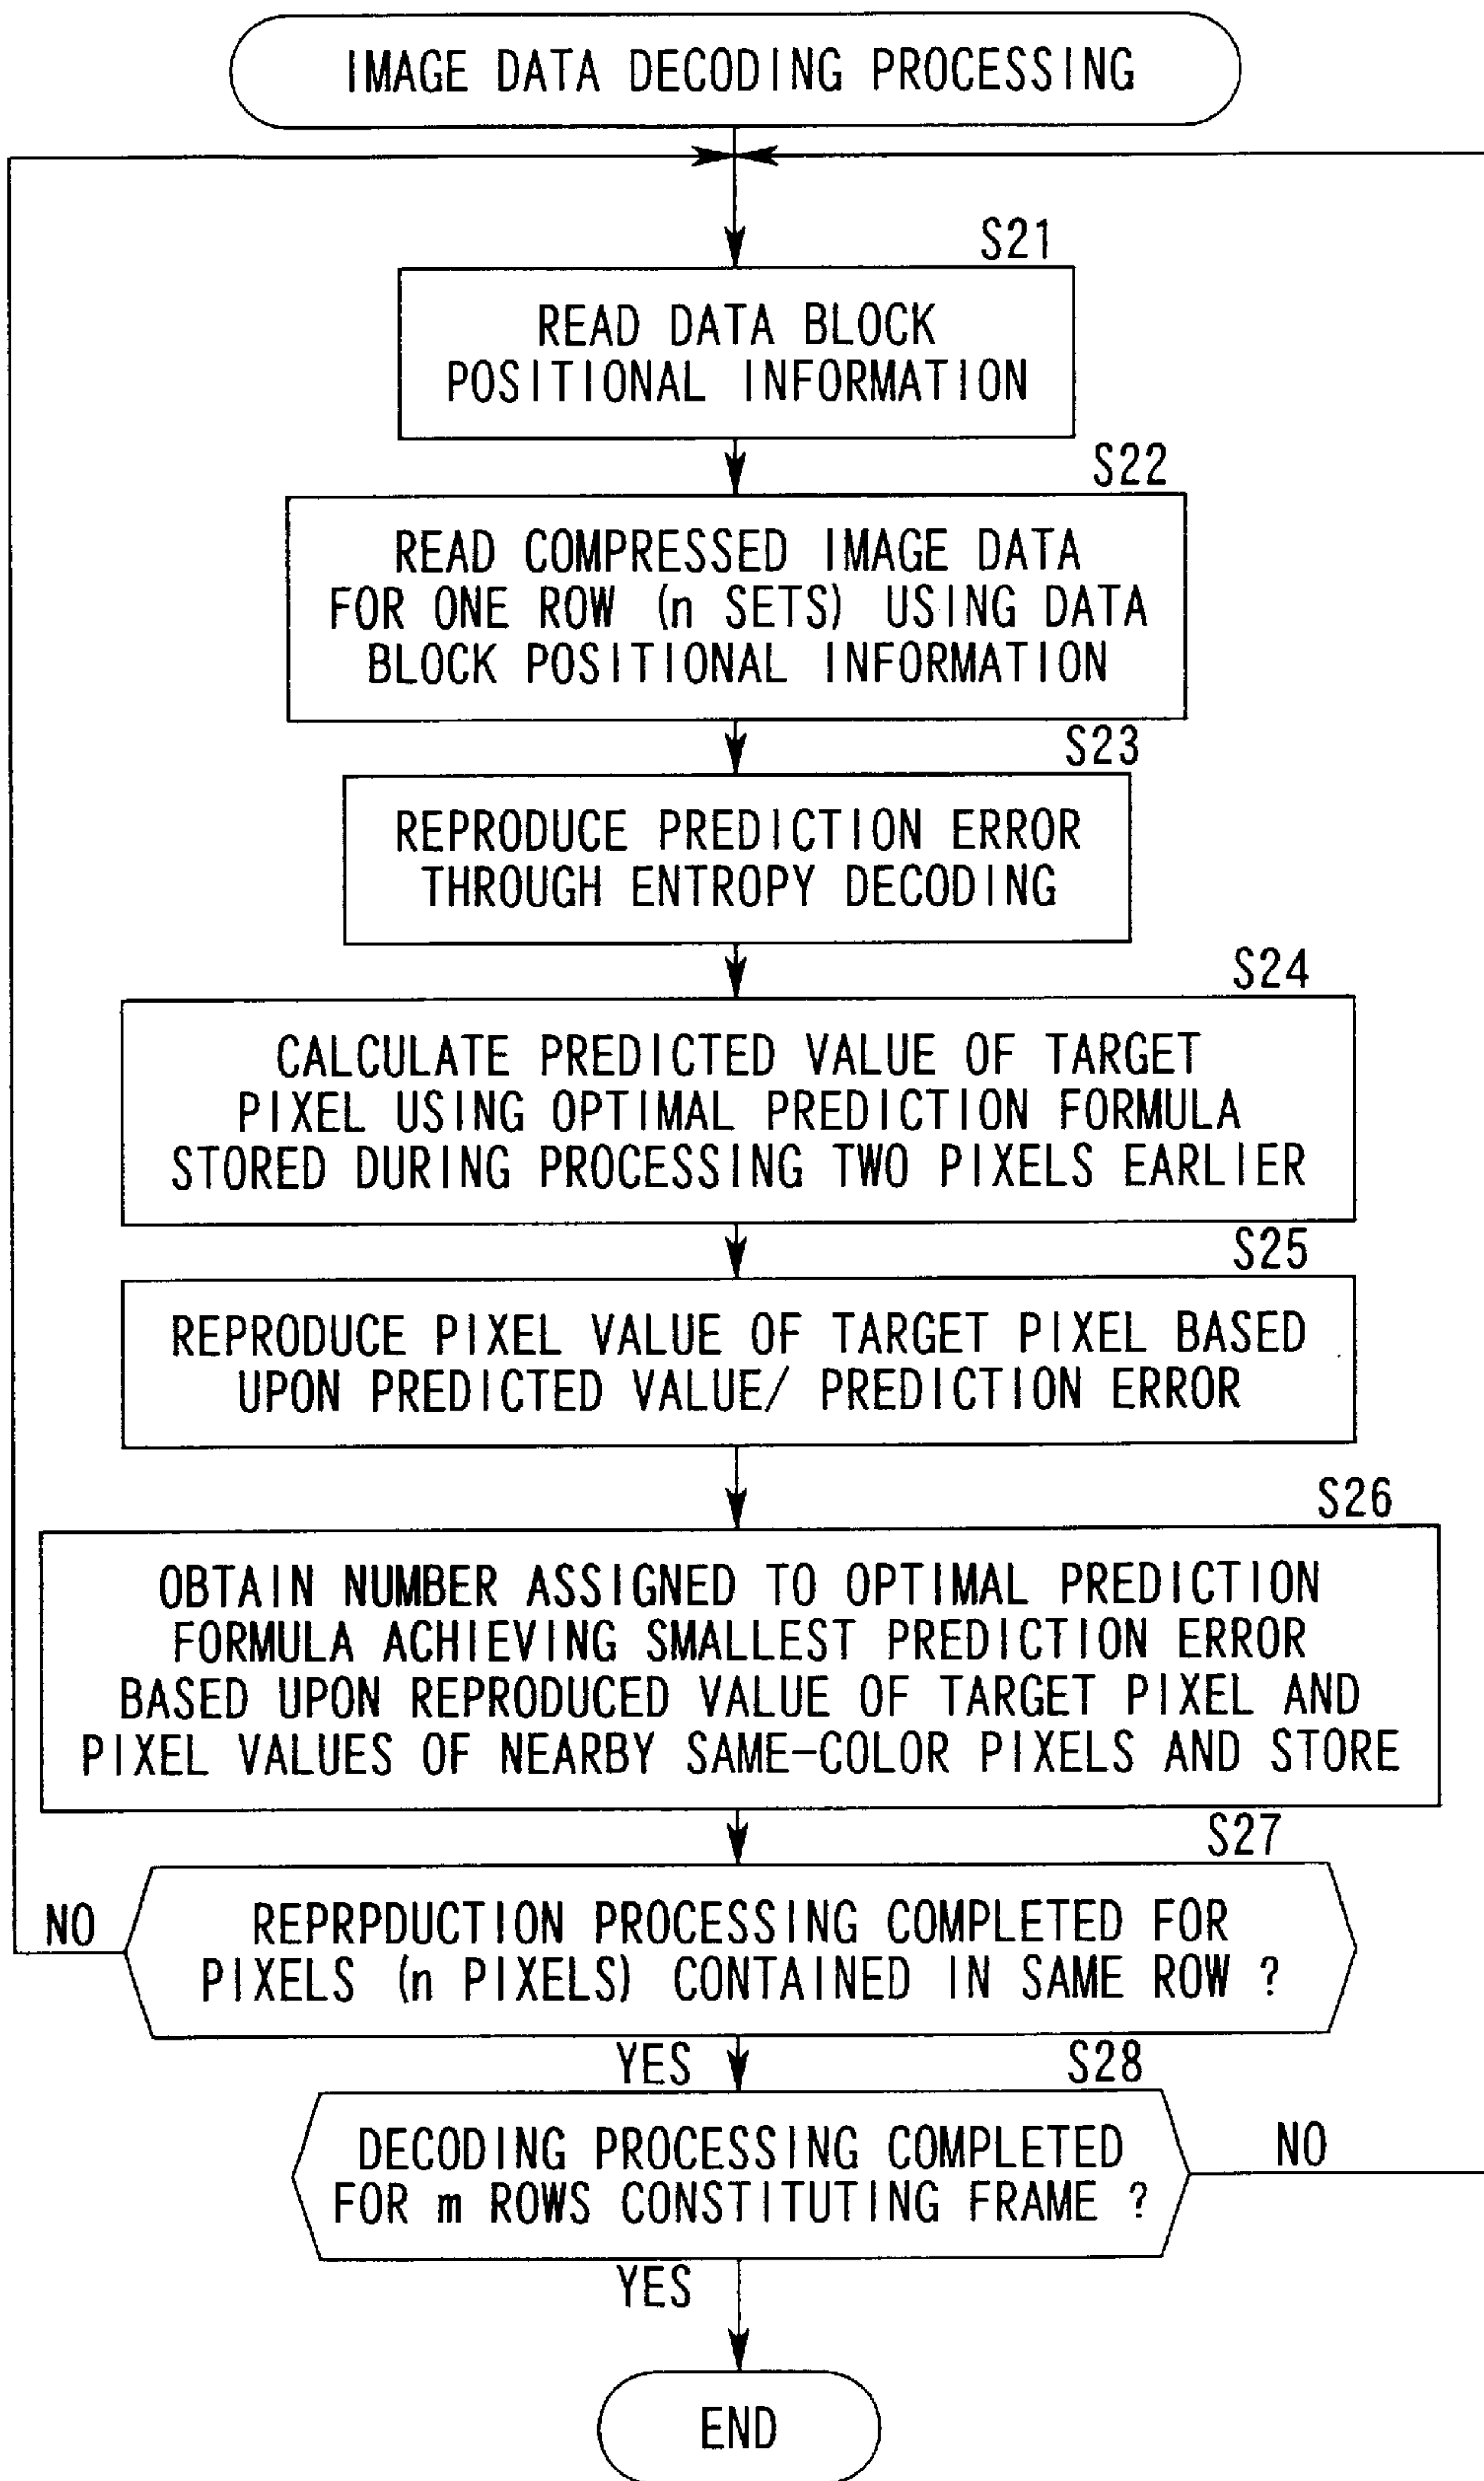 IMAGE DATA DECODING PROCESSING
S21
READ DATA BLOCK
POSITIONAL INFORMATION
S22
READ COMPRESSED IMAGE DATA
FOR ONE ROW (n SETS) USING DATA
BLOCK POSITIONAL INFORMATION
S23
REPRODUCE PREDICTION ERROR
THROUGH ENTROPY DECODING
S24
CALCULATE PREDICTED VALUE OF TARGET
PIXEL USING OPTIMAL PREDICTION FORMULA
STORED DURING PROCESSING TWO PIXELS EARLIER
S25
REPRODUCE PIXEL VALUE OF TARGET PIXEL BASED
UPON PREDICTED VALUE/ PREDICTION ERROR
S26
OBTAIN NUMBER ASSIGNED TO OPTIMAL PREDICTION
FORMULA ACHIEVING SMALLEST PREDICTION ERROR
BASED UPON REPRODUCED VALUE OF TARGET PIXEL AND
PIXEL VALUES OF NEARBY SAME-COLOR PIXELS AND STORE
S27
NO
REPRPDUCTION PROCESSING COMPLETED FOR
PIXELS (n PIXELS) CONTAINED IN SAME ROW ?
YES
S28
DECODING PROCESSING COMPLETED
FOR m ROWS CONSTITUTING FRAME ?
NO
YES
END